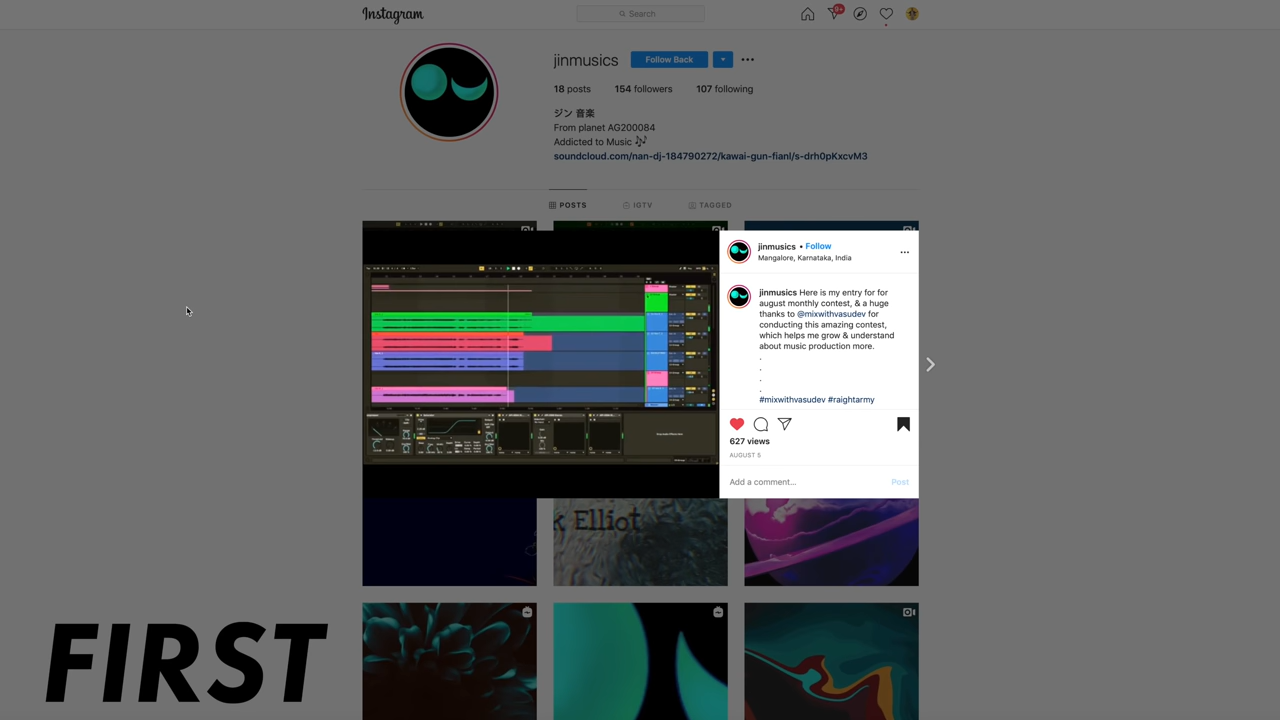 Instagram
Search
9+
jinmusics
Follow Back
18 posts 154 followers 107 following
ジン 音楽
From planet AG200084
Addicted to Music 🎶
soundcloud.com/nan-dj-184790272/kawai-gun-fianl/s-drh0pKxcvM3
POSTS IGTV TAGGED
jinmusics • Follow
Mangalore, Karnataka, India
jinmusics Here is my entry for for
august monthly contest, & a huge
thanks to @mixwithvasudev for
conducting this amazing contest,
which helps me grow & understand
about music production more.
.
.
.
.
#mixwithvasudev #raightarmy
627 views
AUGUST 5
Add a comment... Post
k Elliot
FIRST